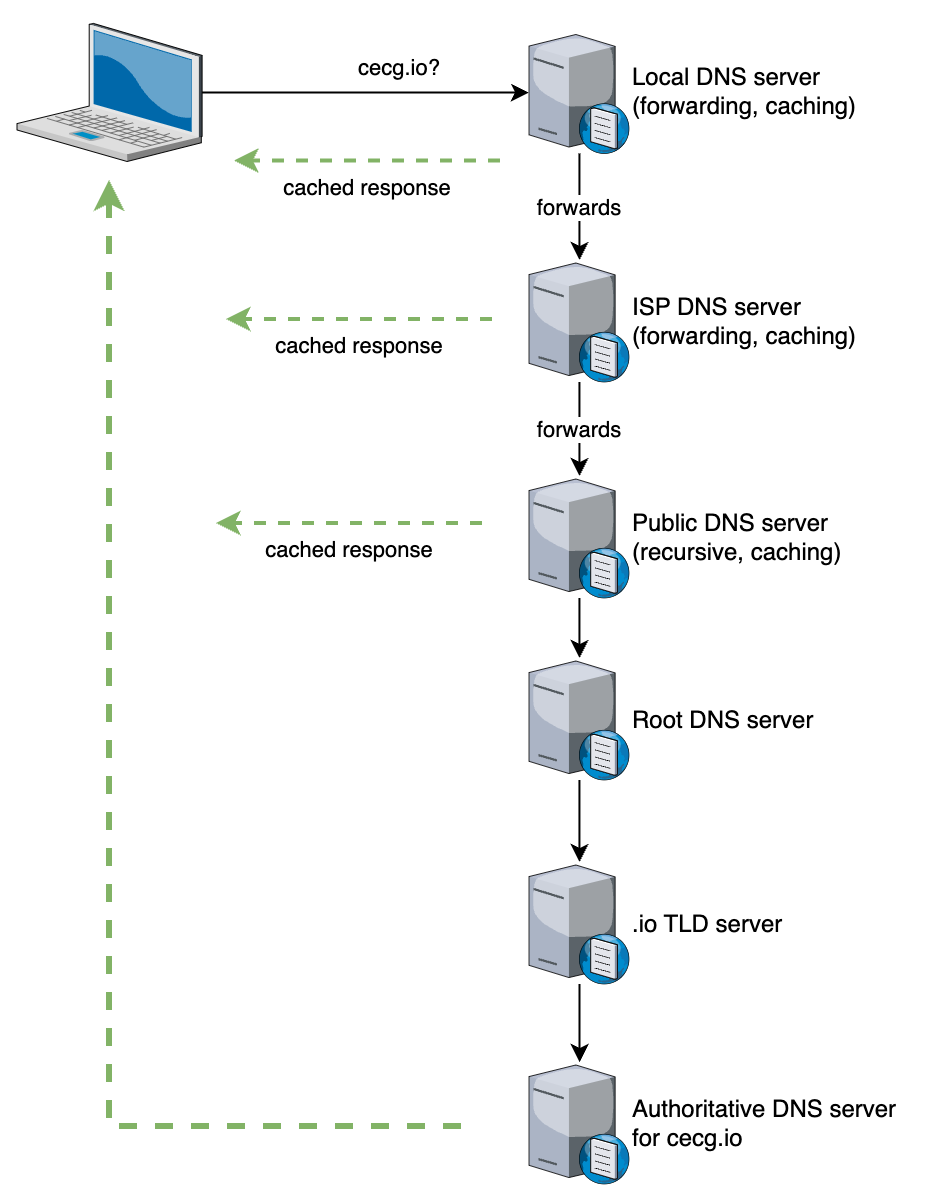 cecg.io?
Local DNS server
(forwarding, caching)
cached response
forwards
ISP DNS server
(forwarding, caching)
cached response
forwards
Public DNS server
(recursive, caching)
cached response
Root DNS server
.io TLD server
Authoritative DNS server
for cecg.io